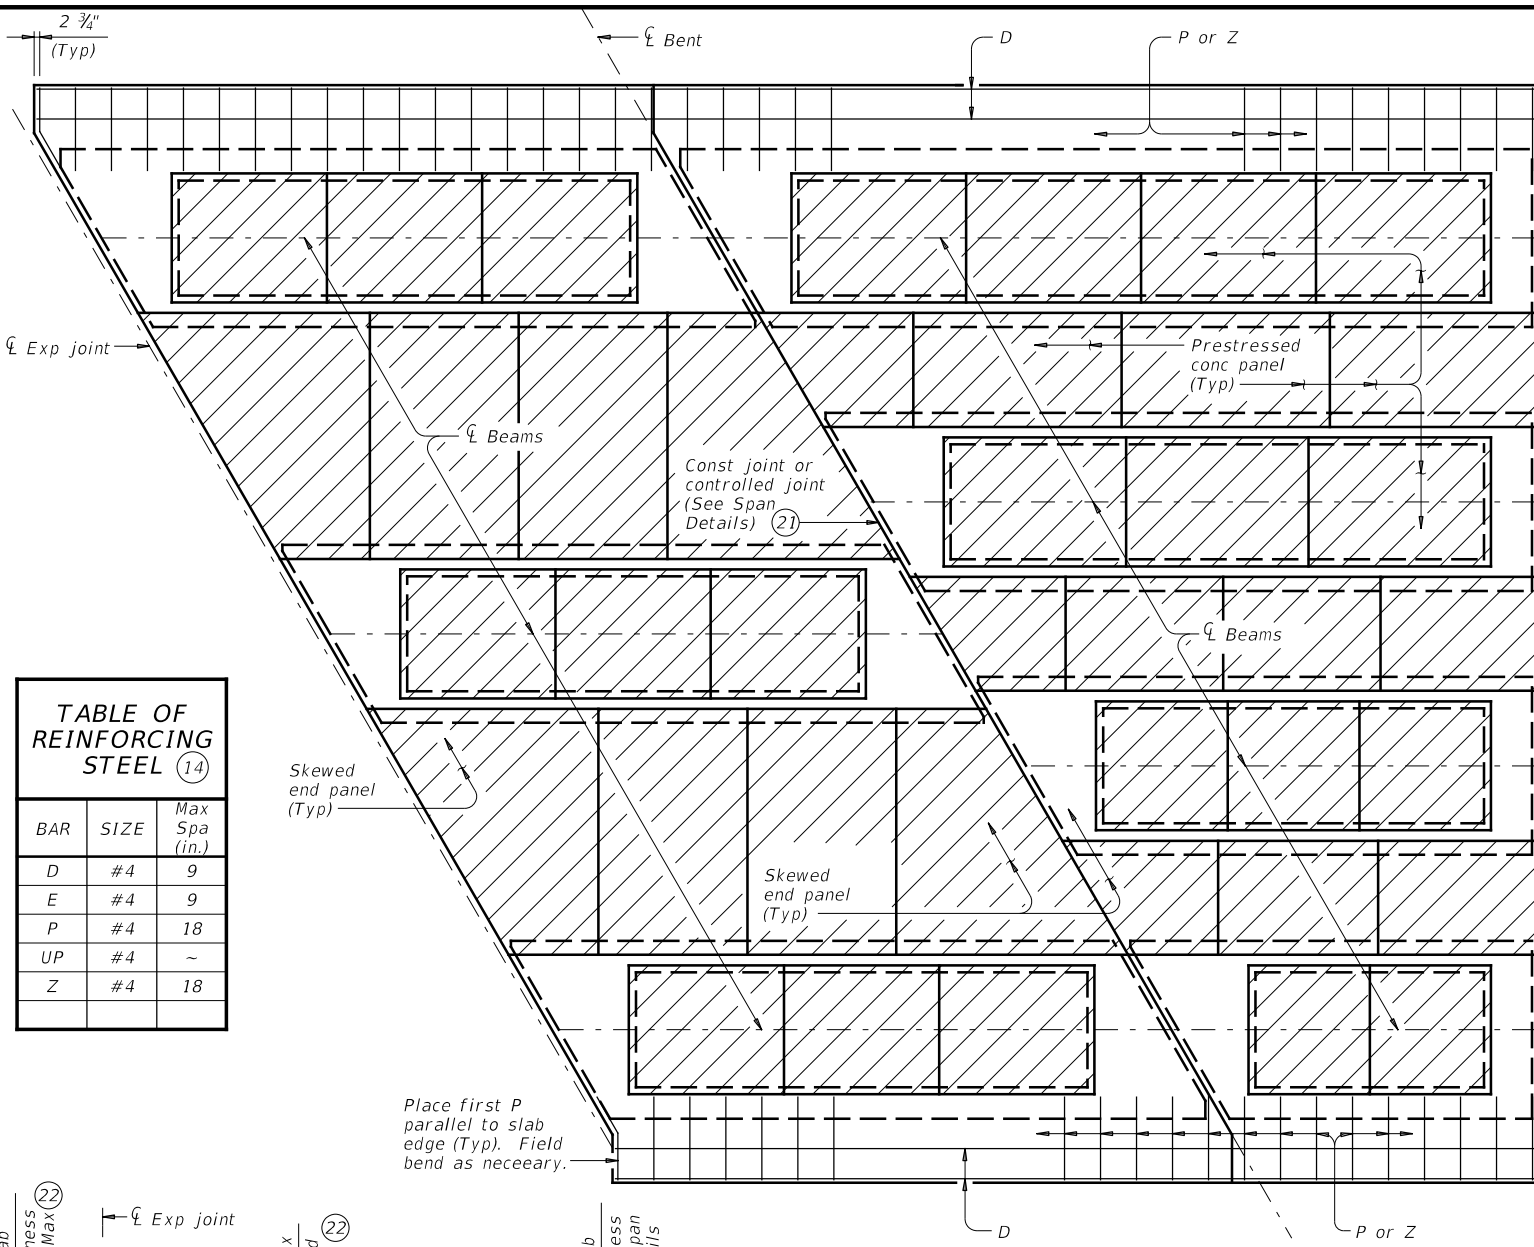 2 ¾"
(Typ)
℄ Bent
D
P or Z
℄ Exp joint
Prestressed
conc panel
(Typ)
℄ Beams
Const joint or
controlled joint
(See Span
Details) 21
℄ Beams
TABLE OF
REINFORCING
STEEL 14
BAR SIZE Max Spa (in.)
D #4 9
E #4 9
P #4 18
UP #4 ~
Z #4 18
Skewed
end panel
(Typ)
Skewed
end panel
(Typ)
Place first P
parallel to slab
edge (Typ). Field
bend as neceeary.
22
Max
℄ Exp joint
22
D
P or Z